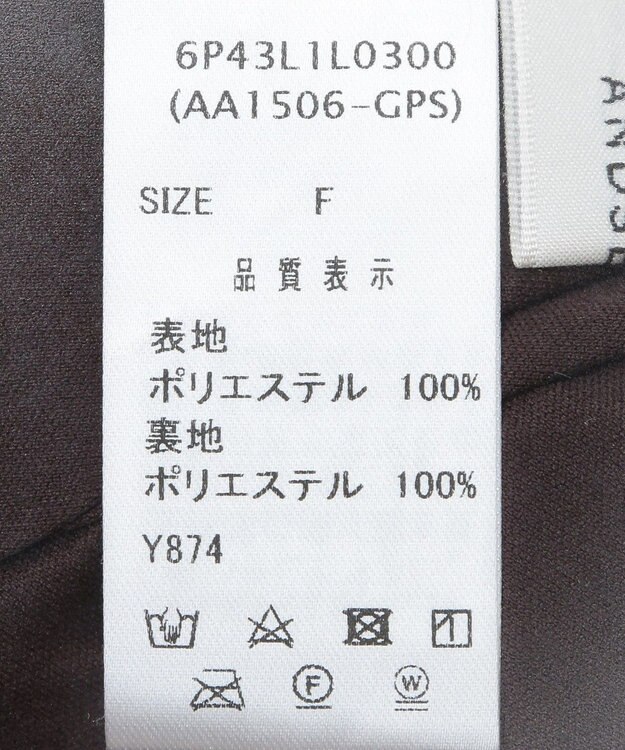 6P43L1L0300
(AA1506-GPS)
SIZE F
品質表示
表地
ポリエステル 100%
裏地
ポリエステル 100%
Y874
F W